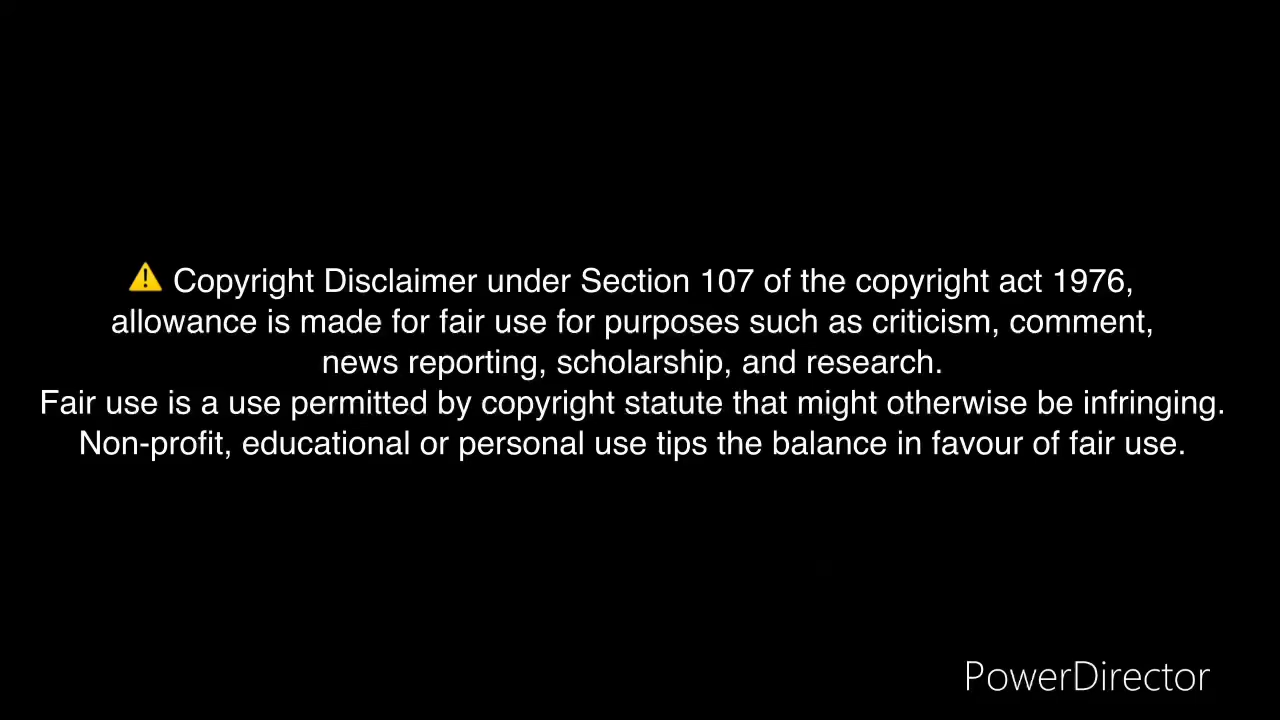 ⚠️ Copyright Disclaimer under Section 107 of the copyright act 1976,
allowance is made for fair use for purposes such as criticism, comment,
news reporting, scholarship, and research.
Fair use is a use permitted by copyright statute that might otherwise be infringing.
Non-profit, educational or personal use tips the balance in favour of fair use.
PowerDirector